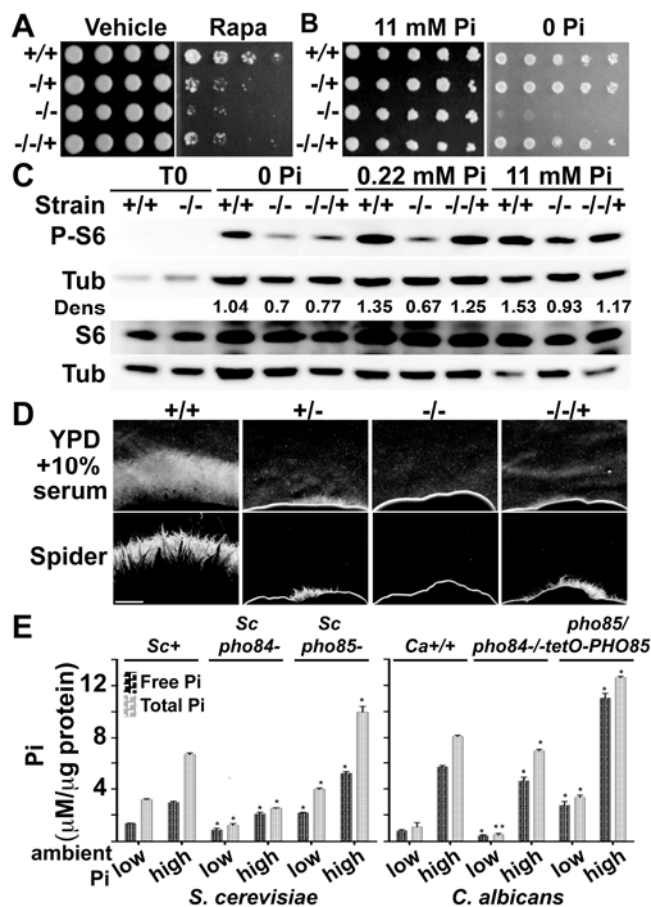 A Vehicle Rapa
+/+
-/+
-/-
-/-/+
B 11 mM Pi 0 Pi
+/+
-/+
-/-
-/-/+
C T0 0 Pi 0.22 mM Pi 11 mM Pi
Strain +/+ -/- +/+ -/- -/-/+ +/+ -/- -/-/+ +/+ -/- -/-/+
P-S6
Tub
Dens 1.04 0.7 0.77 1.35 0.67 1.25 1.53 0.93 1.17
S6
Tub
D +/+ +/- -/- -/-/+
YPD
+10%
serum
Spider
E Sc+ Sc pho84- Sc pho85- Ca+/+ pho84-/- pho85/tetO-PHO85
Free Pi
Total Pi
Pi
(µM/µg protein)
12
8
4
ambient Pi low high low high low high low high low high low high
S. cerevisiae C. albicans